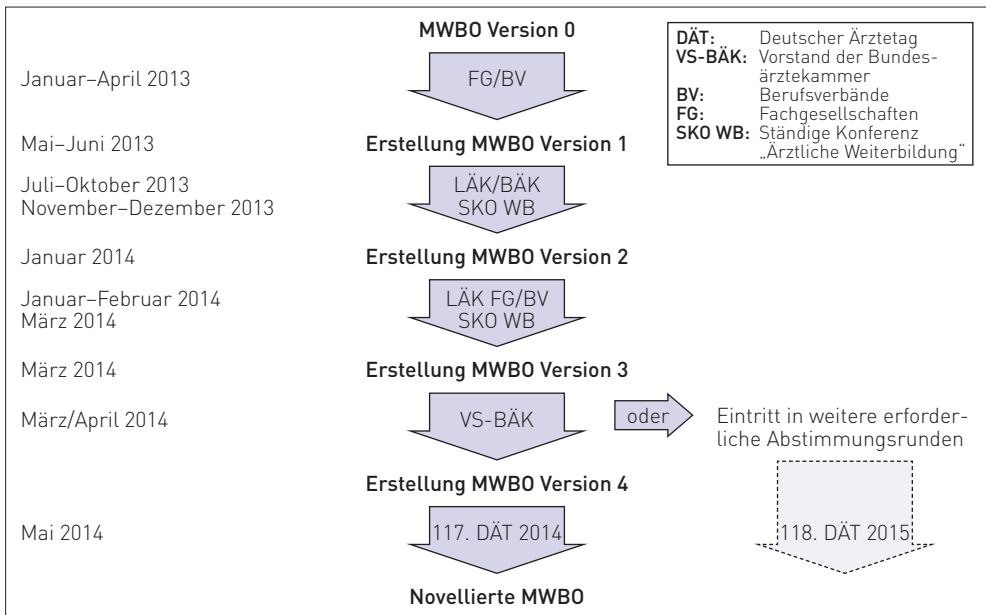 MWBO Version 0
DÄT: Deutscher Ärztetag
VS-BÄK: Vorstand der Bundes-
ärztekammer
BV: Berufsverbände
FG: Fachgesellschaften
SKO WB: Ständige Konferenz
„Ärztliche Weiterbildung"
Januar–April 2013
FG/BV
Mai–Juni 2013
Erstellung MWBO Version 1
Juli–Oktober 2013
November–Dezember 2013
LÄK/BÄK
SKO WB
Januar 2014
Erstellung MWBO Version 2
Januar–Februar 2014
März 2014
LÄK FG/BV
SKO WB
März 2014
Erstellung MWBO Version 3
März/April 2014
VS-BÄK
oder
Eintritt in weitere erforder-
liche Abstimmungsrunden
Erstellung MWBO Version 4
Mai 2014
117. DÄT 2014
118. DÄT 2015
Novellierte MWBO